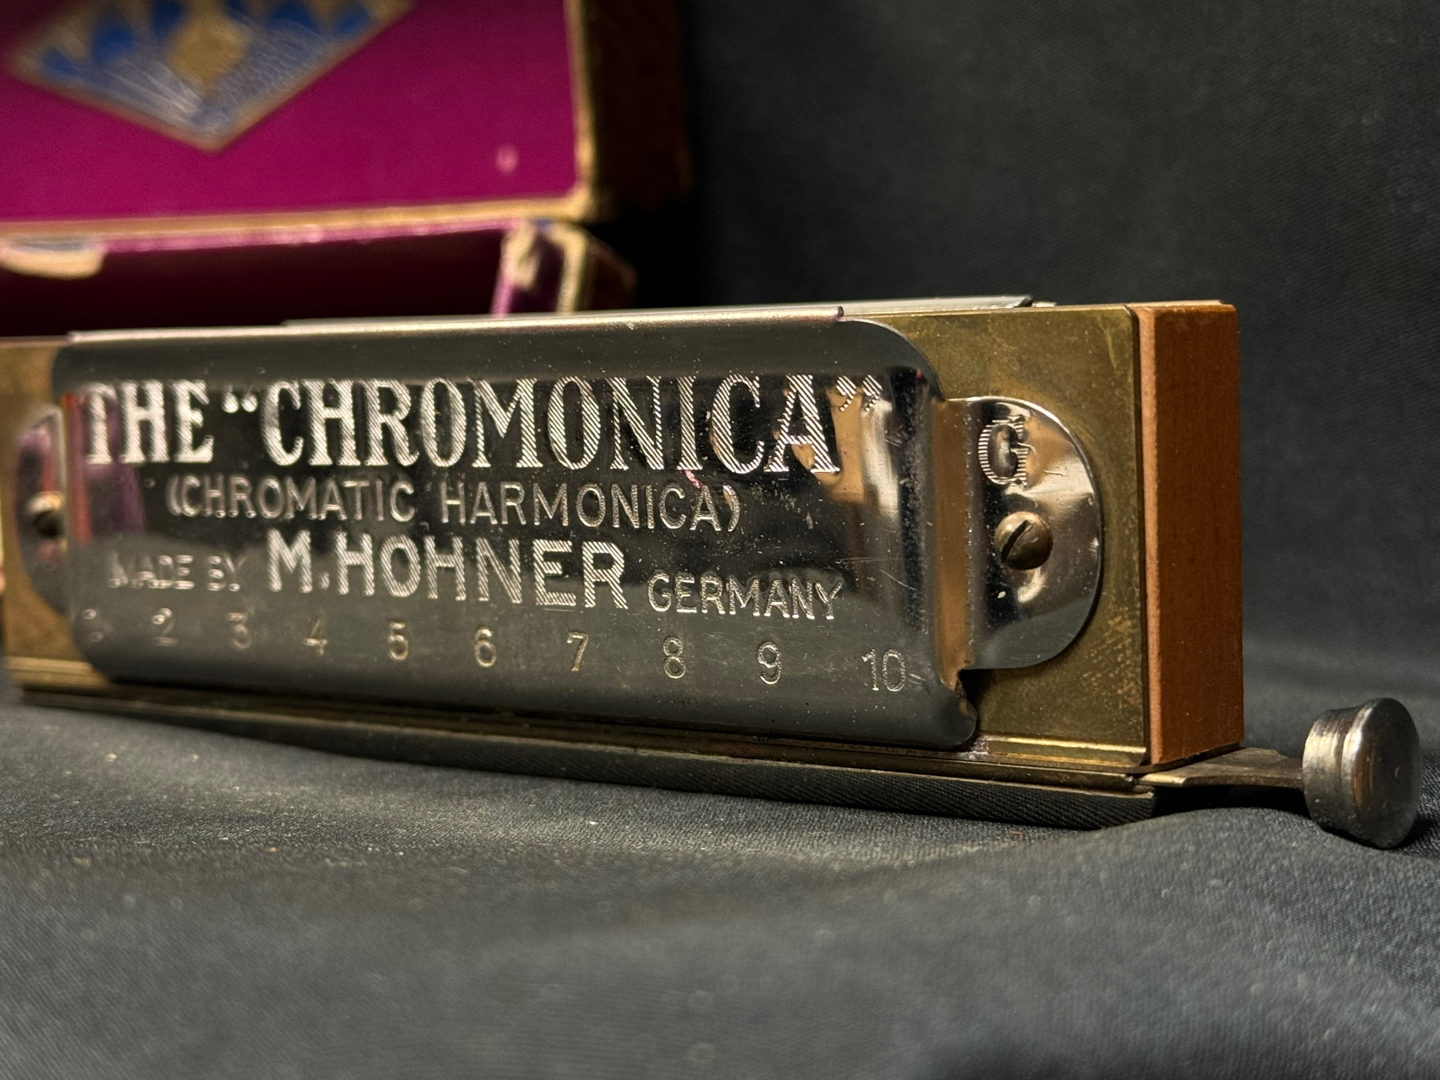 THE “CHROMONICA”
(CHROMATIC HARMONICA)
MADE BY M. HOHNER GERMANY
2 3 4 5 6 7 8 9 10
C